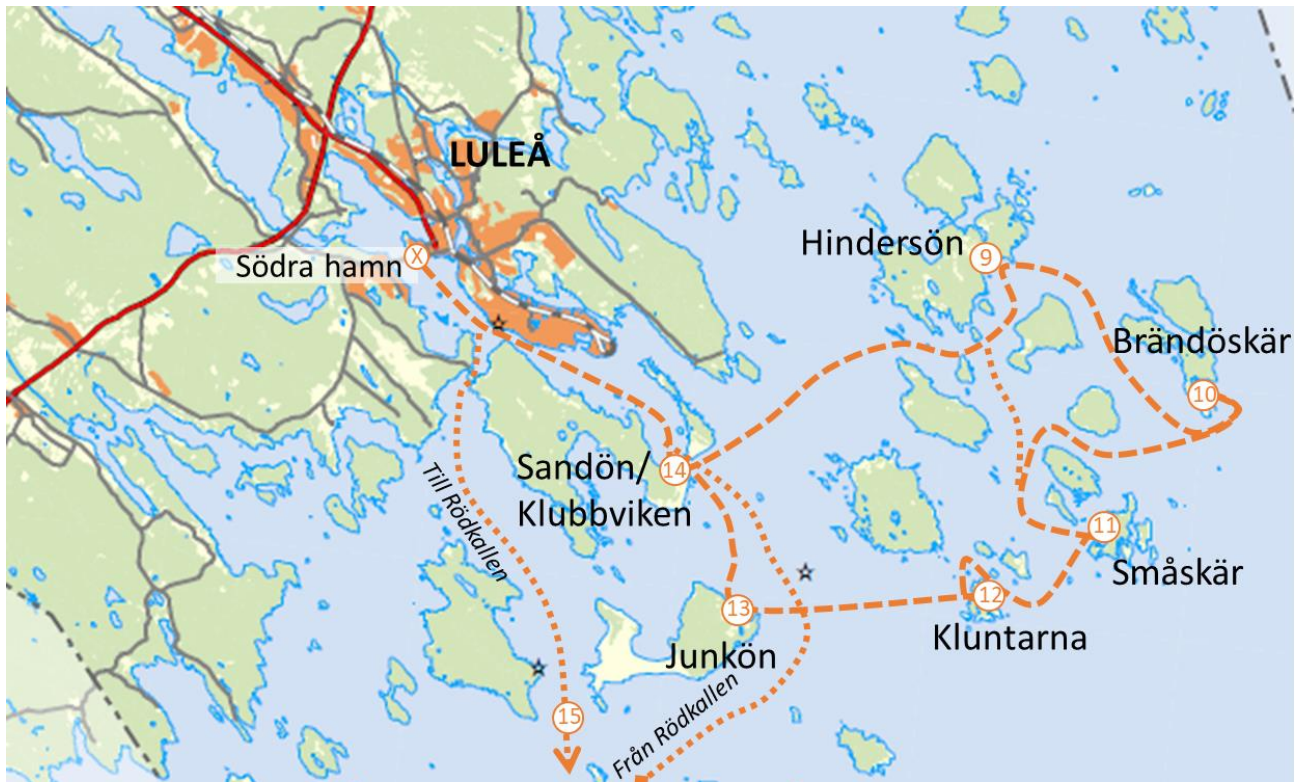 LULEÅ
Södra hamn
X
Hindersön
9
Brändöskär
10
Sandön/
Klubbviken
14
Till Rödkallen
11
Småskär
12
Kluntarna
13
Junkön
15
Från Rödkallen